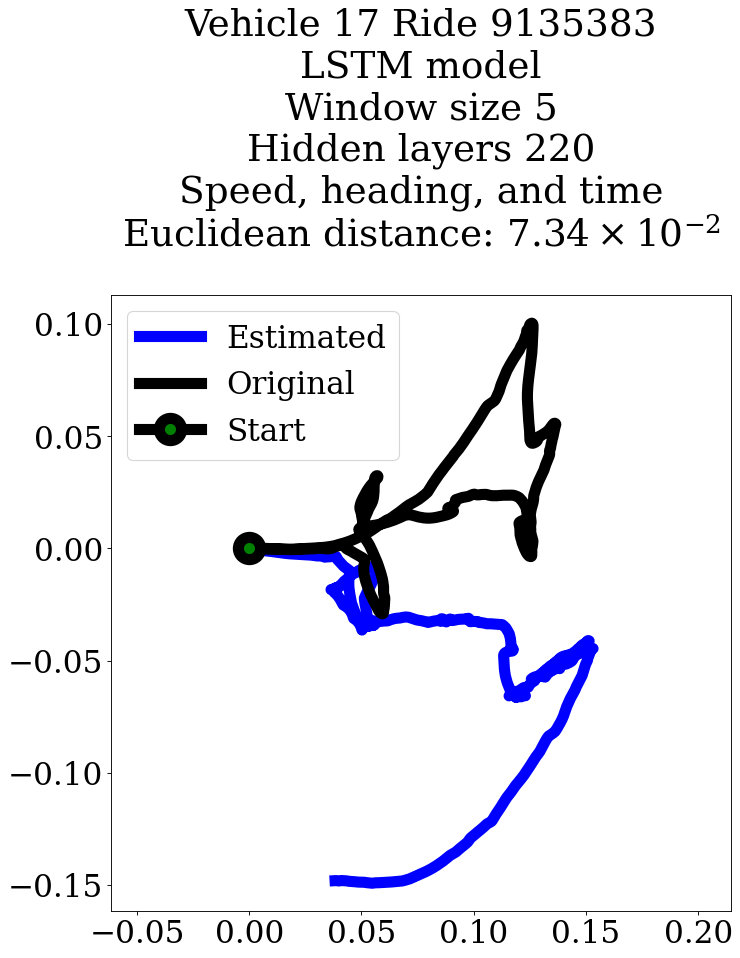 Vehicle 17 Ride 9135383
LSTM model
Window size 5
Hidden layers 220
Speed, heading, and time
Euclidean distance: 7.34 × 10⁻²
Estimated
Original
Start
0.10
0.05
0.00
−0.05
−0.10
−0.15
−0.05 0.00 0.05 0.10 0.15 0.20